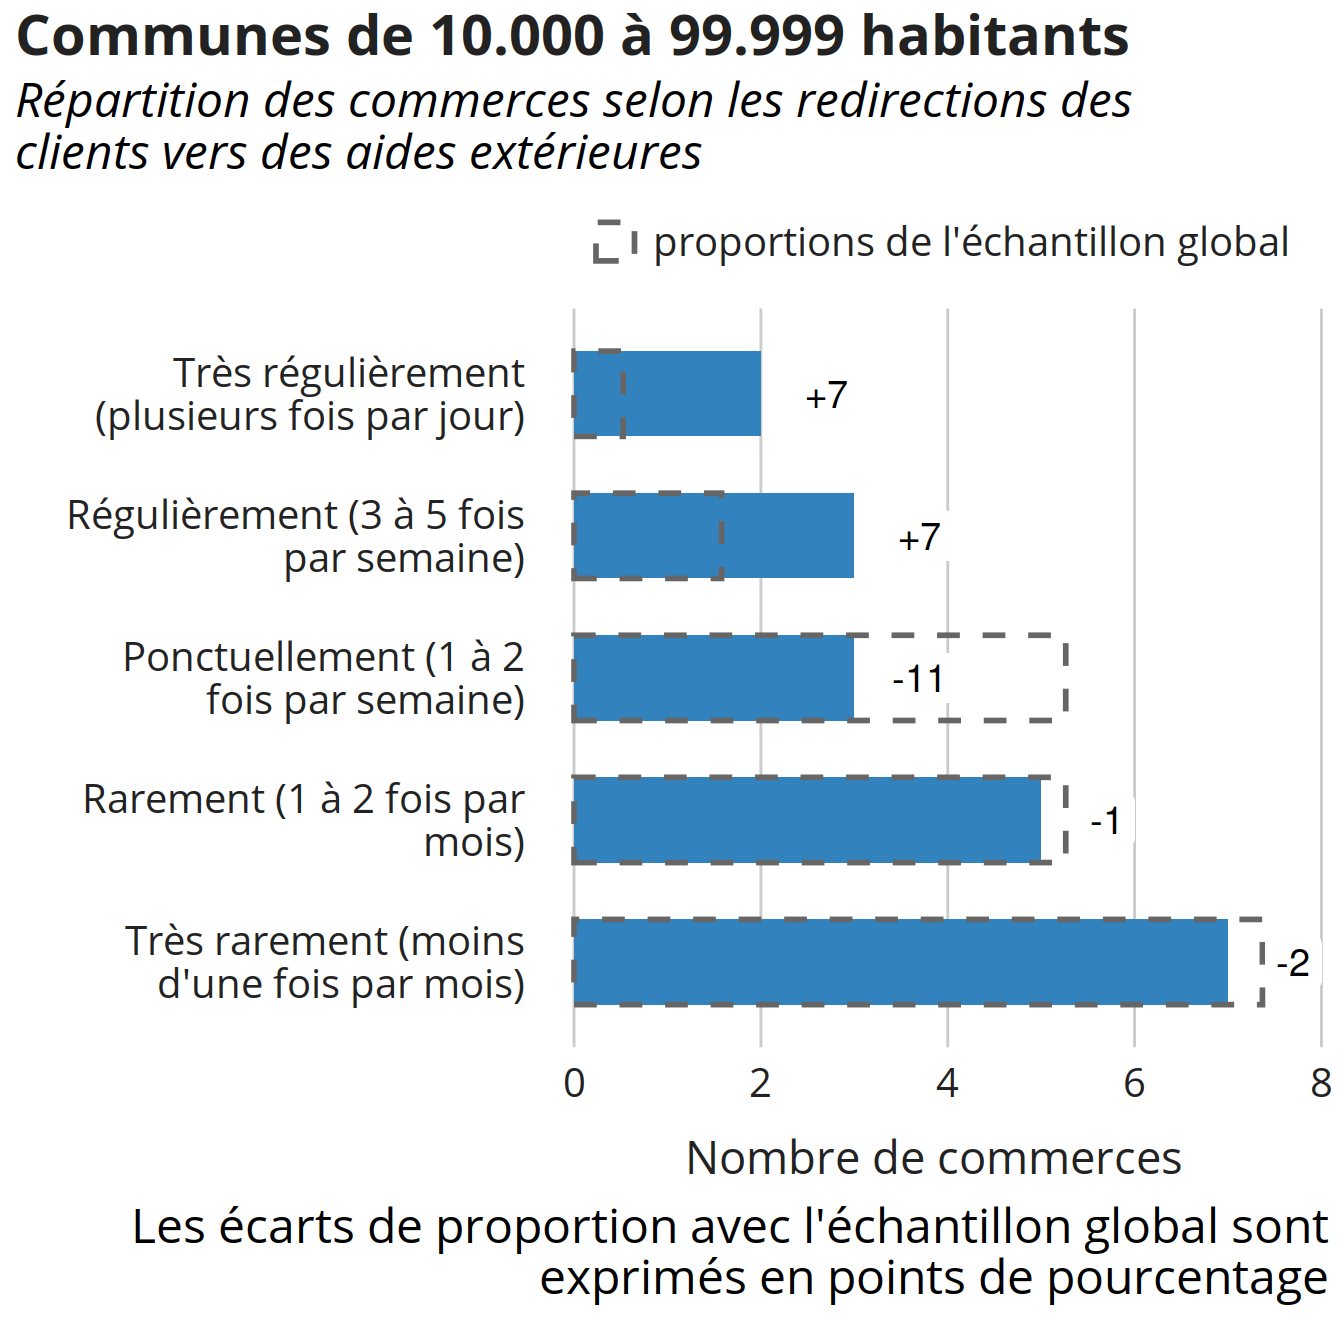 Communes de 10.000 à 99.999 habitants
Répartition des commerces selon les redirections des
clients vers des aides extérieures
proportions de l'échantillon global
Très régulièrement
(plusieurs fois par jour)
+7
Régulièrement (3 à 5 fois
par semaine)
+7
Ponctuellement (1 à 2
fois par semaine)
-11
Rarement (1 à 2 fois par
mois)
-1
Très rarement (moins
d'une fois par mois)
-2
0 2 4 6 8
Nombre de commerces
Les écarts de proportion avec l'échantillon global sont
exprimés en points de pourcentage